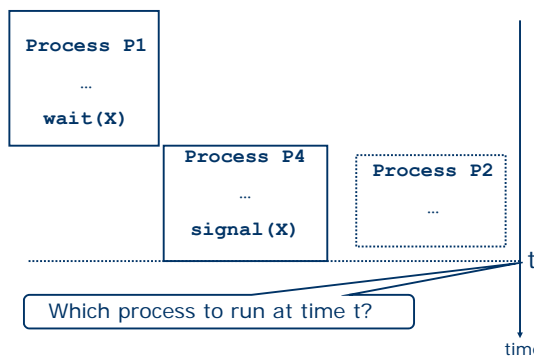 Process P1
…
wait(X)
Process P4
…
signal(X)
Process P2
…
t
Which process to run at time t?
time